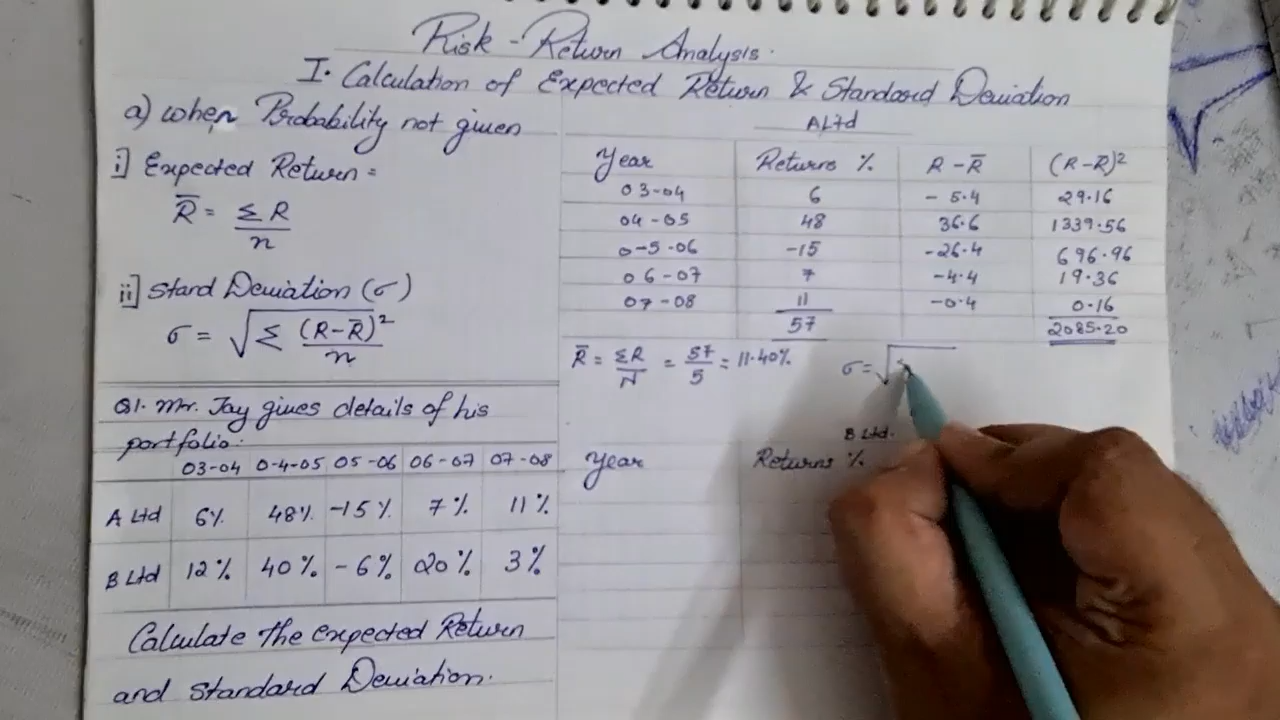 Risk - Return Analysis.
I. Calculation of Expected Return & Standard Deviation
a) when Probability not given
i] Expected Return =
R̅ = ΣR / n
ii] Stard Deviation (σ)
σ = √Σ (R-R̅)² / n
Q1. Mr. Jay gives details of his
portfolio:
03-04 0-4-05 05-06 06-07 07-08
A Ltd 6% 48% -15% 7% 11%
B Ltd 12% 40% -6% 20% 3%
Calculate the expected Return
and standard Deviation.
A Ltd
Year Returns % R-R̅ (R-R̅)²
03-04 6 -5.4 29.16
04-05 48 36.6 1339.56
0-5-06 -15 -26.4 696.96
06-07 7 -4.4 19.36
07-08 11 -0.4 0.16
57 2085.20
R̅ = ΣR / N = 57 / 5 = 11.40% σ = √
B Ltd.
Year Returns %